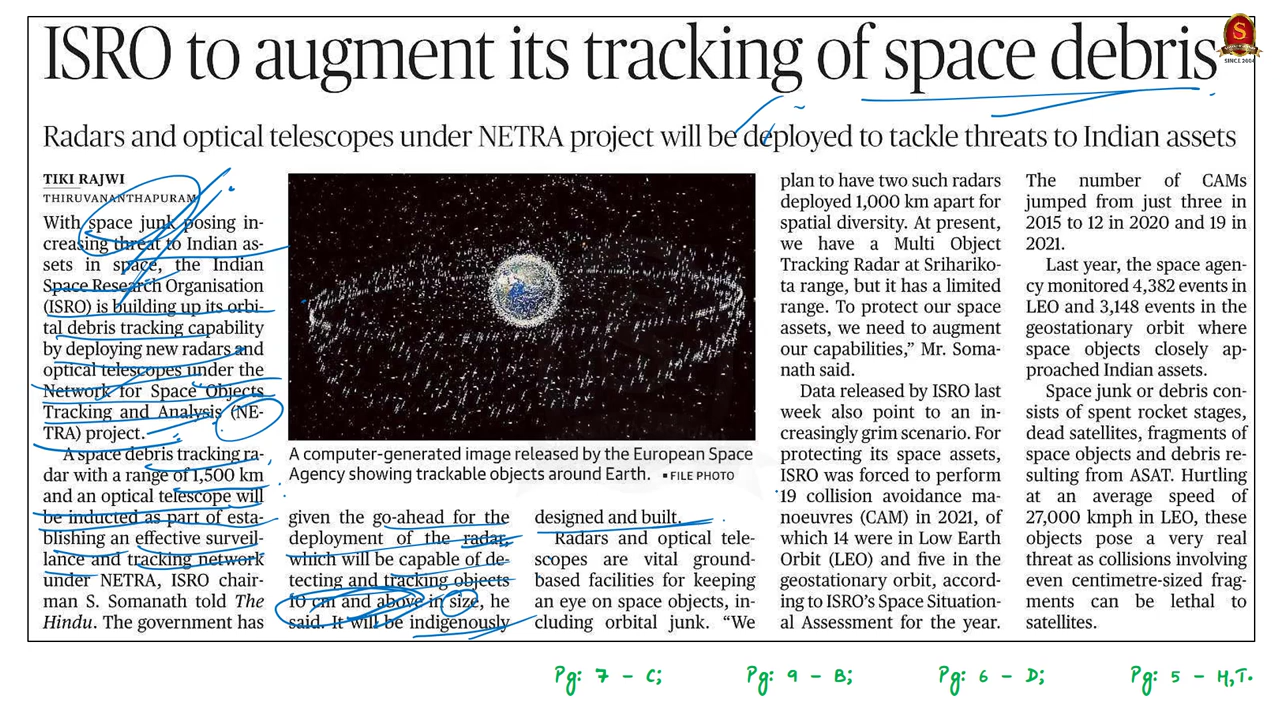 ISRO to augment its tracking of space debris
S
SINCE 2004
Radars and optical telescopes under NETRA project will be deployed to tackle threats to Indian assets
TIKI RAJWI
THIRUVANANTHAPURAM
With space junk posing in-
creasing threat to Indian as-
sets in space, the Indian
Space Research Organisation
(ISRO) is building up its orbi-
tal debris tracking capability
by deploying new radars and
optical telescopes under the
Network for Space Objects
Tracking and Analysis (NE-
TRA) project.
A space debris tracking ra-
dar with a range of 1,500 km
and an optical telescope will
be inducted as part of esta-
blishing an effective surveil-
lance and tracking network
under NETRA, ISRO chair-
man S. Somanath told The
Hindu. The government has
A computer-generated image released by the European Space
Agency showing trackable objects around Earth. ▪FILE PHOTO
given the go-ahead for the
deployment of the radar,
which will be capable of de-
tecting and tracking objects
10 cm and above in size, he
said. It will be indigenously
designed and built.
Radars and optical tele-
scopes are vital ground-
based facilities for keeping
an eye on space objects, in-
cluding orbital junk. “We
plan to have two such radars
deployed 1,000 km apart for
spatial diversity. At present,
we have a Multi Object
Tracking Radar at Srihariko-
ta range, but it has a limited
range. To protect our space
assets, we need to augment
our capabilities,” Mr. Soma-
nath said.
Data released by ISRO last
week also point to an in-
creasingly grim scenario. For
protecting its space assets,
ISRO was forced to perform
19 collision avoidance ma-
noeuvres (CAM) in 2021, of
which 14 were in Low Earth
Orbit (LEO) and five in the
geostationary orbit, accord-
ing to ISRO’s Space Situation-
al Assessment for the year.
The number of CAMs
jumped from just three in
2015 to 12 in 2020 and 19 in
2021.
Last year, the space agen-
cy monitored 4,382 events in
LEO and 3,148 events in the
geostationary orbit where
space objects closely ap-
proached Indian assets.
Space junk or debris con-
sists of spent rocket stages,
dead satellites, fragments of
space objects and debris re-
sulting from ASAT. Hurtling
at an average speed of
27,000 kmph in LEO, these
objects pose a very real
threat as collisions involving
even centimetre-sized frag-
ments can be lethal to
satellites.
Pg: 7 - C; Pg: 9 - B; Pg: 6 - D; Pg: 5 - H,T.